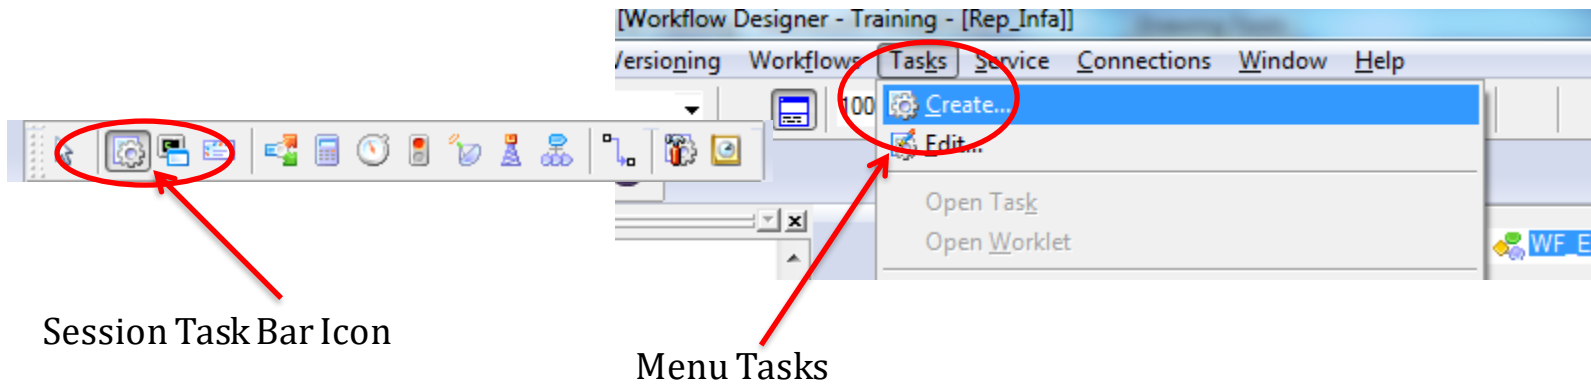 [Workflow Designer - Training - [Rep_Infa]]
Versioning Workflows Tasks Service Connections Window Help
100
Create...
Edit...
Open Task
Open Worklet
WF_E
Session Task Bar Icon
Menu Tasks